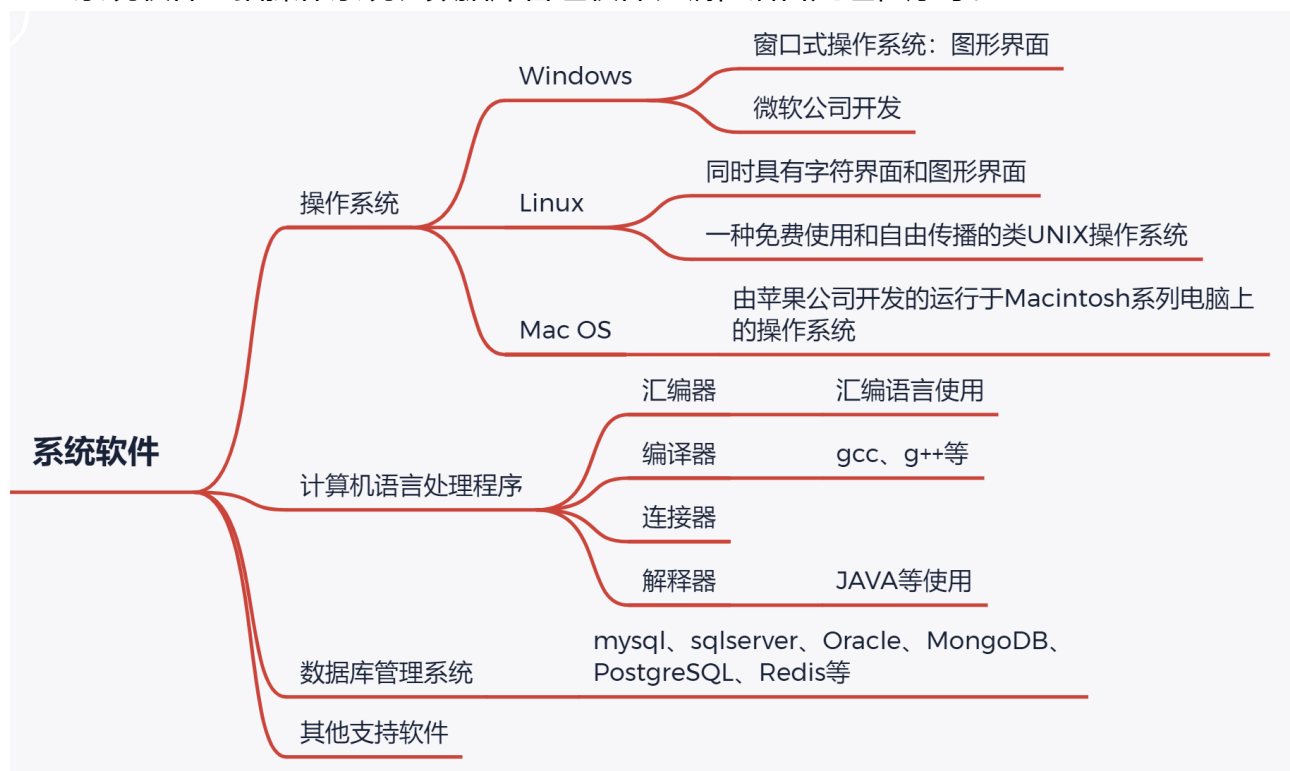 窗口式操作系统：图形界面
Windows
微软公司开发
同时具有字符界面和图形界面
操作系统
Linux
一种免费使用和自由传播的类UNIX操作系统
由苹果公司开发的运行于Macintosh系列电脑上
的操作系统
Mac OS
汇编器
汇编语言使用
系统软件
编译器
gcc、g++等
计算机语言处理程序
连接器
解释器
JAVA等使用
mysql、sqlserver、Oracle、MongoDB、
PostgreSQL、Redis等
数据库管理系统
其他支持软件